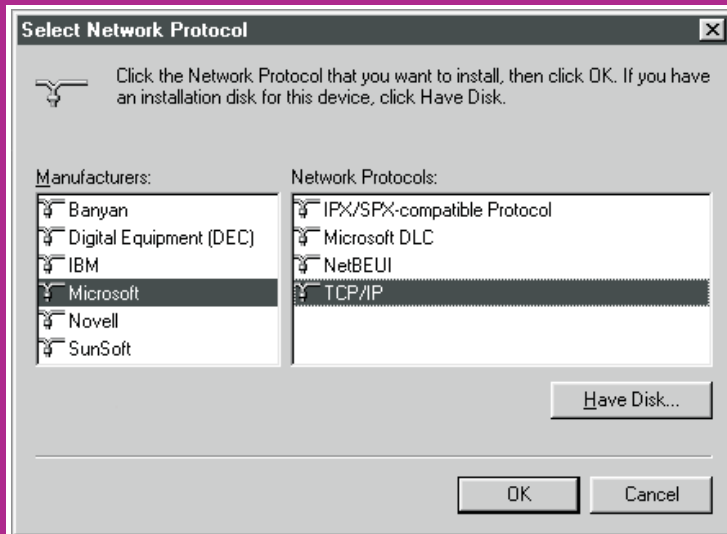 Select Network Protocol
Click the Network Protocol that you want to install, then click OK. If you have
an installation disk for this device, click Have Disk.
Manufacturers:
Banyan
Digital Equipment (DEC)
IBM
Microsoft
Novell
SunSoft
Network Protocols:
IPX/SPX-compatible Protocol
Microsoft DLC
NetBEUI
TCP/IP
Have Disk...
OK
Cancel